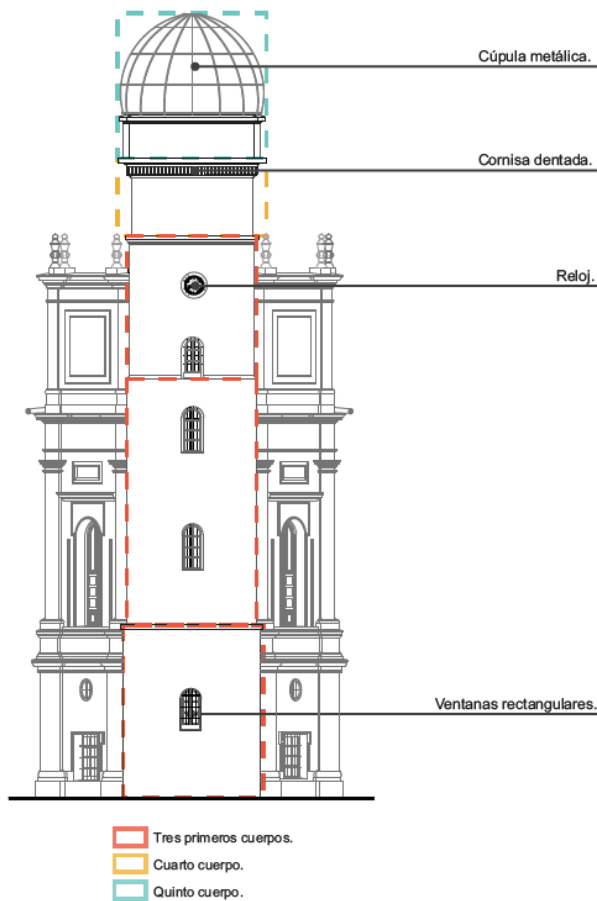 Cúpula metálica.
Cornisa dentada.
Reloj.
Ventanas rectangulares.
Tres primeros cuerpos.
Cuarto cuerpo.
Quinto cuerpo.